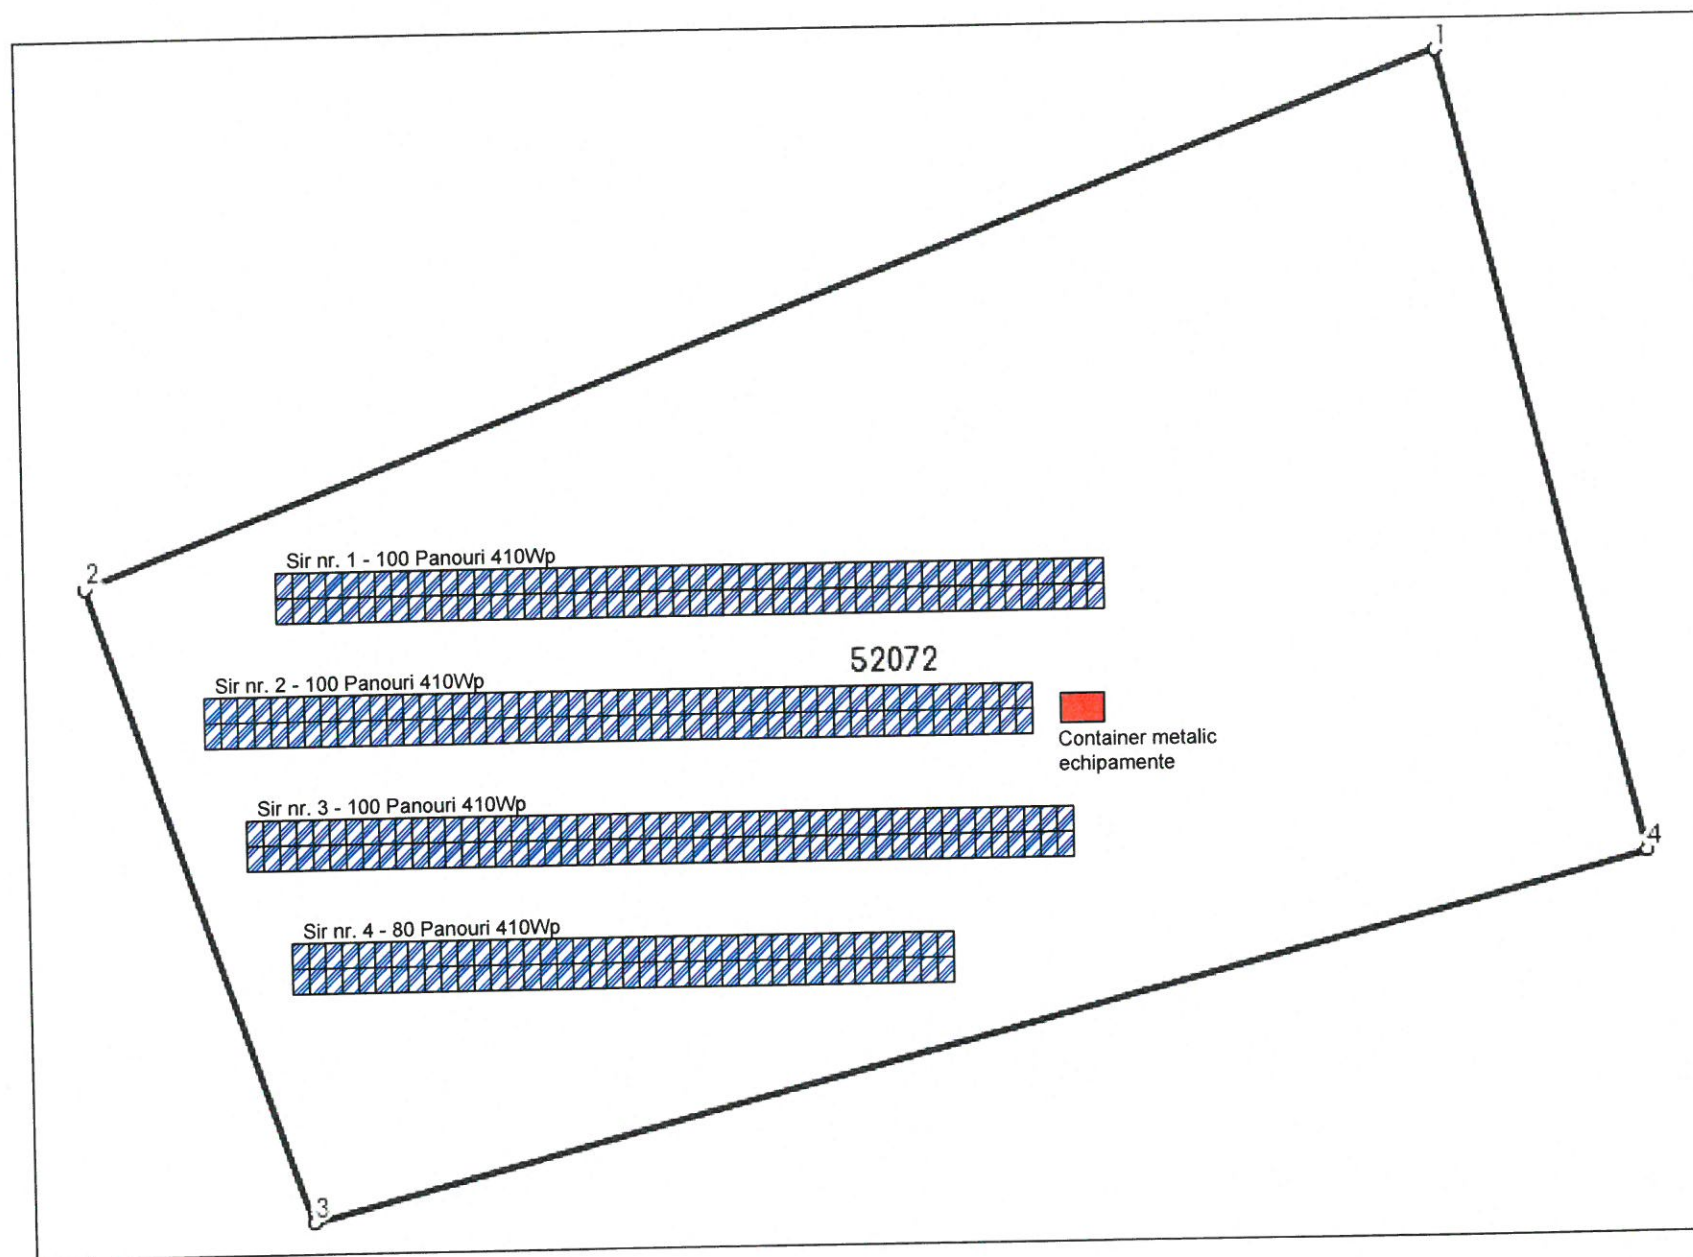 1
2
Sir nr. 1 - 100 Panouri 410Wp
52072
Sir nr. 2 - 100 Panouri 410Wp
Container metalic
echipamente
Sir nr. 3 - 100 Panouri 410Wp
4
Sir nr. 4 - 80 Panouri 410Wp
3